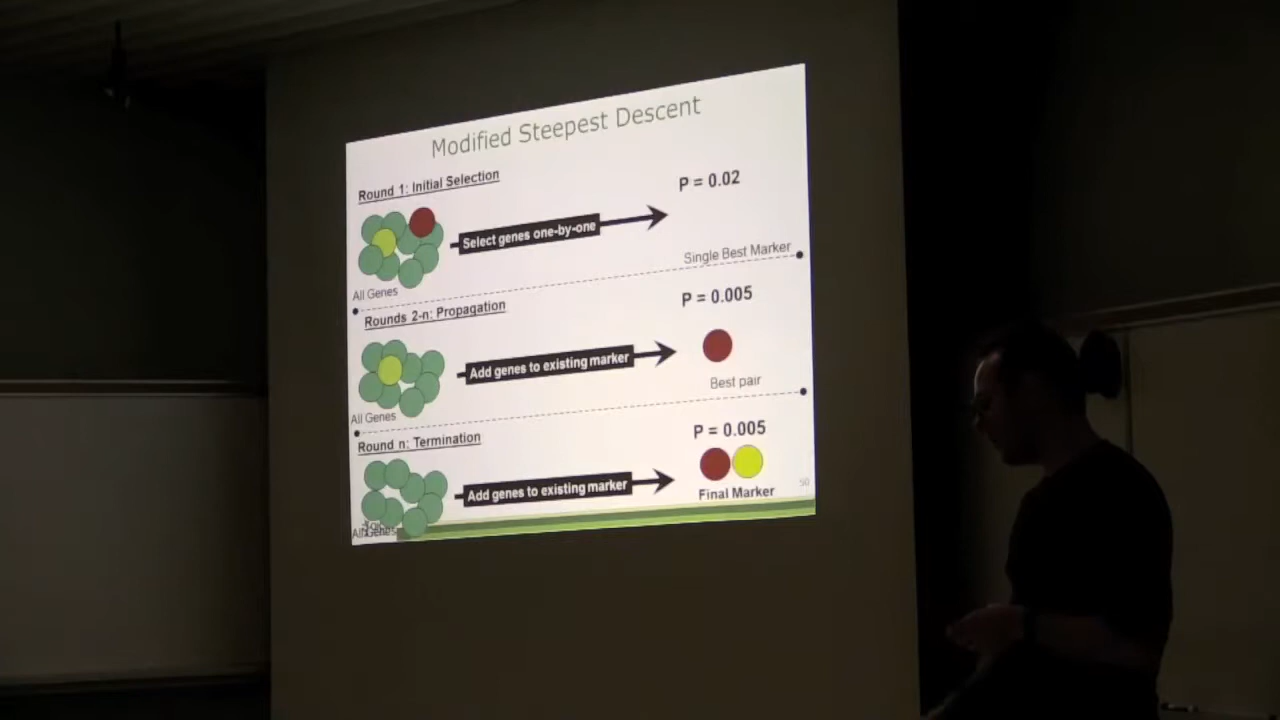 Modified Steepest Descent
Round 1: Initial Selection
P = 0.02
Select genes one-by-one
Single Best Marker
All Genes
Rounds 2-n: Propagation
P = 0.005
Add genes to existing marker
Best pair
All Genes
Round n: Termination
P = 0.005
Add genes to existing marker
Final Marker
50
All Genes